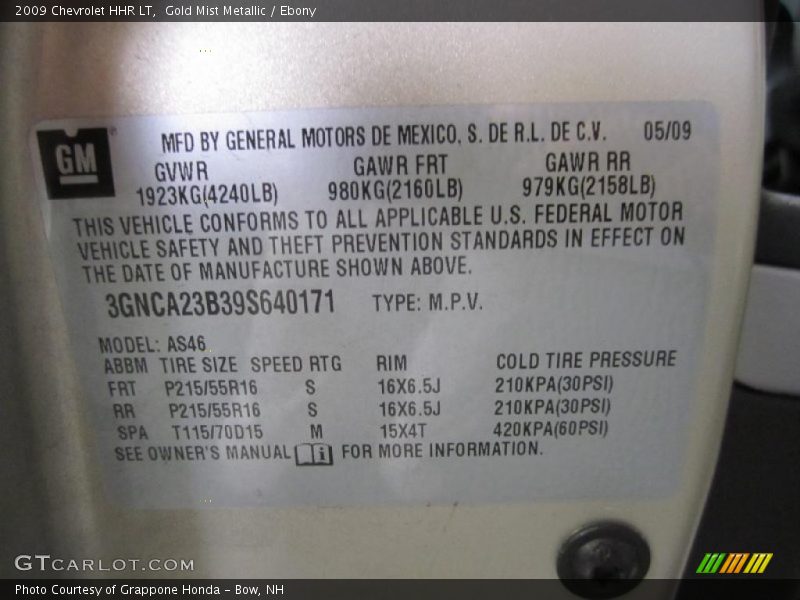 2009 Chevrolet HHR LT,  Gold Mist Metallic / Ebony
GM
MFD BY GENERAL MOTORS DE MEXICO, S. DE R.L. DE C.V.  05/09
GVWR  GAWR FRT  GAWR RR
1923KG(4240LB)  980KG(2160LB)  979KG(2158LB)
THIS VEHICLE CONFORMS TO ALL APPLICABLE U.S. FEDERAL MOTOR
VEHICLE SAFETY AND THEFT PREVENTION STANDARDS IN EFFECT ON
THE DATE OF MANUFACTURE SHOWN ABOVE.
3GNCA23B39S640171  TYPE: M.P.V.
MODEL: AS46
ABBM  TIRE SIZE  SPEED RTG  RIM  COLD TIRE PRESSURE
FRT  P215/55R16  S  16X6.5J  210KPA(30PSI)
RR  P215/55R16  S  16X6.5J  210KPA(30PSI)
SPA  T115/70D15  M  15X4T  420KPA(60PSI)
SEE OWNER'S MANUAL i FOR MORE INFORMATION.
GTCARLOT.COM
Photo Courtesy of Grappone Honda - Bow, NH